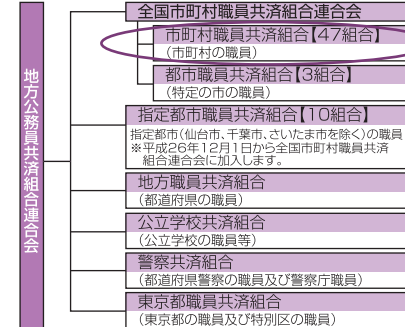 地方公務員共済組合連合会
全国市町村職員共済組合連合会
市町村職員共済組合【47組合】
（市町村の職員）
都市職員共済組合【3組合】
（特定の市の職員）
指定都市職員共済組合【10組合】
指定都市（仙台市、千葉市、さいたま市を除く）の職員
※平成26年12月1日から全国市町村職員共済
組合連合会に加入します。
地方職員共済組合
（都道府県の職員）
公立学校共済組合
（公立学校の職員等）
警察共済組合
（都道府県警察の職員及び警察庁職員）
東京都職員共済組合
（東京都の職員及び特別区の職員）